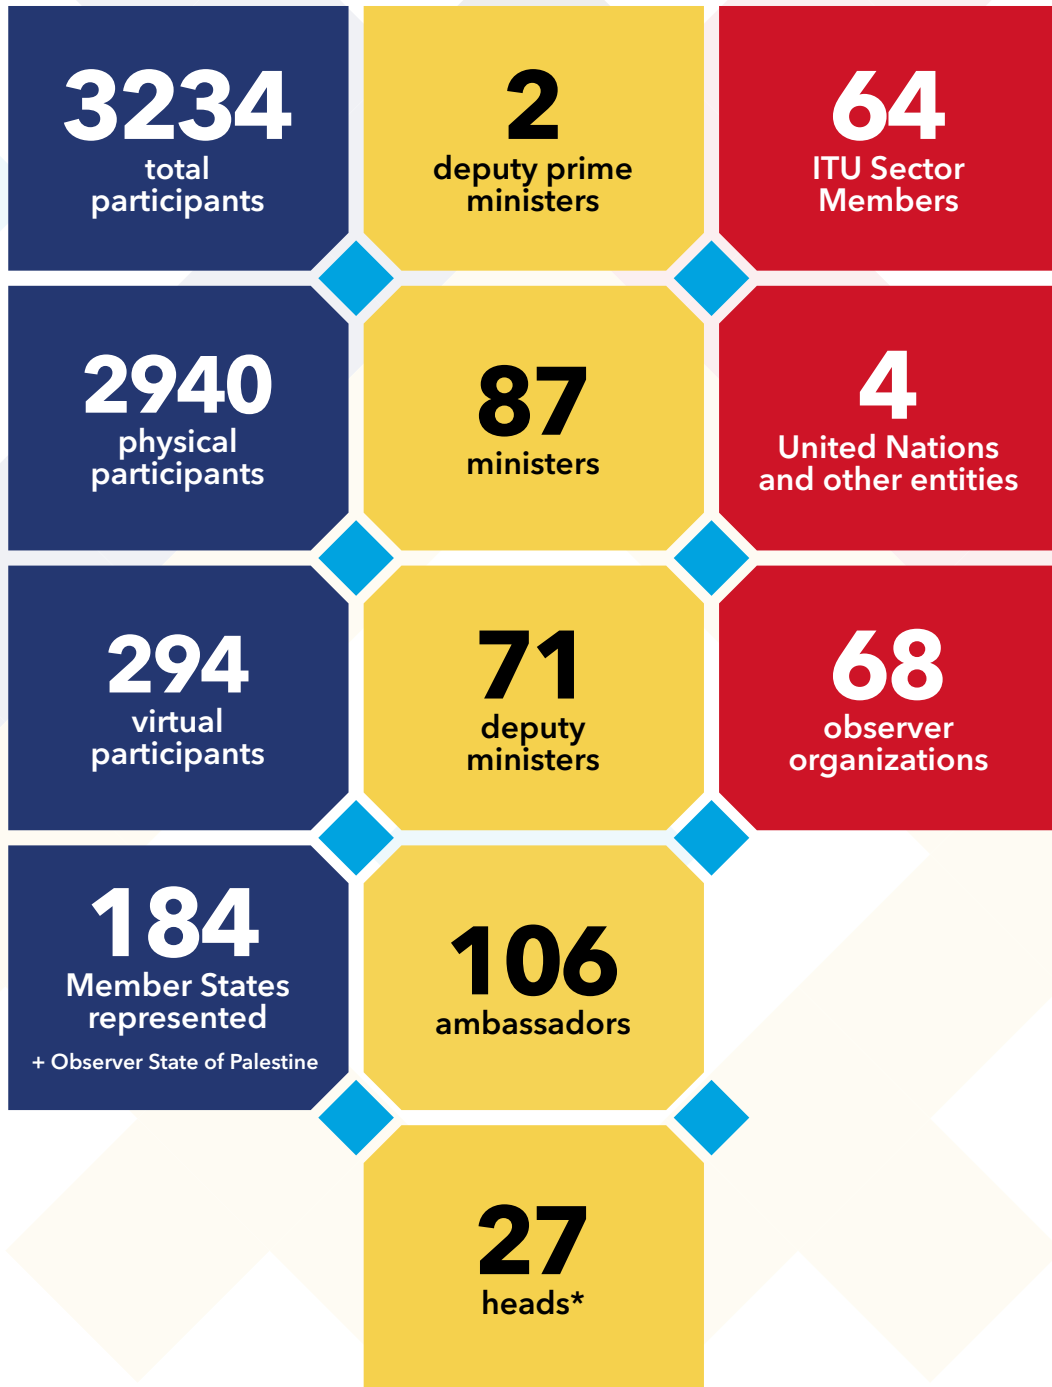 3234
total
participants
2
deputy prime
ministers
64
ITU Sector
Members
2940
physical
participants
87
ministers
4
United Nations
and other entities
294
virtual
participants
71
deputy
ministers
68
observer
organizations
184
Member States
represented
+ Observer State of Palestine
106
ambassadors
27
heads*